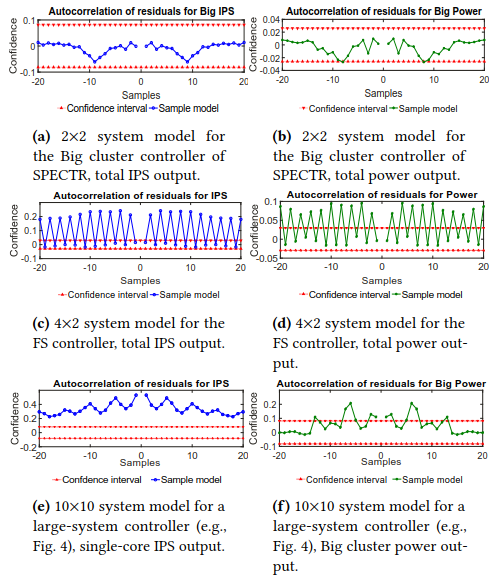 Autocorrelation of residuals for Big IPS
Confidence
0.1
0
-0.1
-20 -10 0 10 20
Samples
Confidence interval Sample model
(a) 2×2 system model for
the Big cluster controller of
SPECTR, total IPS output.
Autocorrelation of residuals for Big Power
Confidence
0.04
0.02
0
-0.02
-0.04
-20 -10 0 10 20
Samples
Confidence interval Sample model
(b) 2×2 system model for
the Big cluster controller of
SPECTR, total power output.
Autocorrelation of residuals for IPS
Confidence
0.2
0.1
0
-0.1
-20 -10 0 10 20
Samples
Confidence interval Sample model
(c) 4×2 system model for the
FS controller, total IPS output.
Autocorrelation of residuals for Power
Confidence
0.1
0.05
0
-0.05
-20 -10 0 10 20
Samples
Confidence interval Sample model
(d) 4×2 system model for the
FS controller, total power out-
put.
Autocorrelation of residuals for IPS
Confidence
0.4
0.2
0
-0.2
-20 -10 0 10 20
Samples
Confidence interval Sample model
(e) 10×10 system model for a
large-system controller (e.g.,
Fig. 4), single-core IPS output.
Autocorrelation of residuals for Big Power
Confidence
0.2
0.1
0
-0.1
-20 -10 0 10 20
Samples
Confidence interval Sample model
(f) 10×10 system model for a
large-system controller (e.g.,
Fig. 4), Big cluster power out-
put.